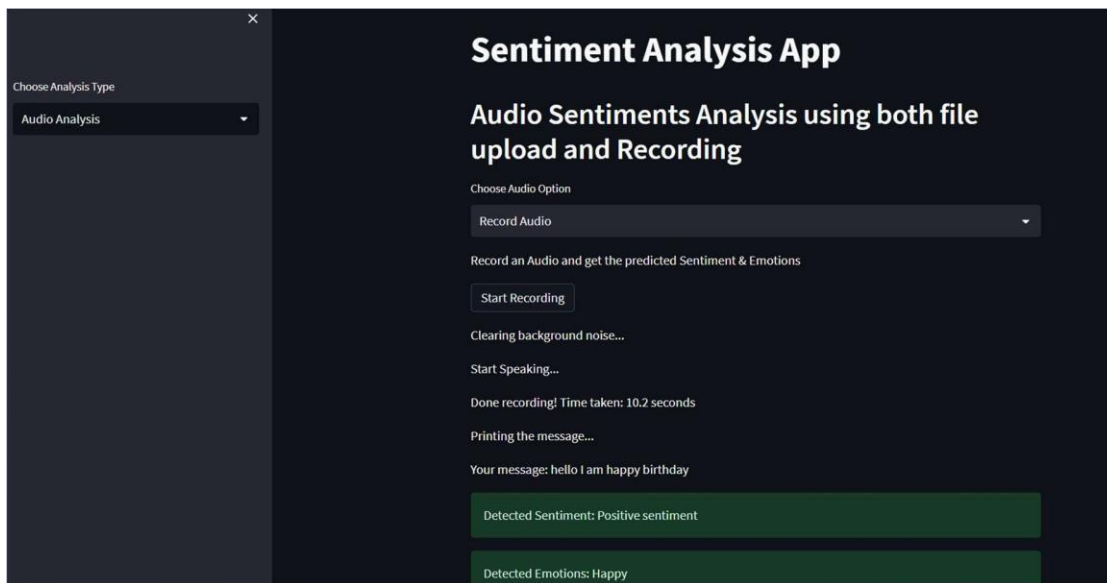 Choose Analysis Type
Audio Analysis
Sentiment Analysis App
Audio Sentiments Analysis using both file
upload and Recording
Choose Audio Option
Record Audio
Record an Audio and get the predicted Sentiment & Emotions
Start Recording
Clearing background noise...
Start Speaking...
Done recording! Time taken: 10.2 seconds
Printing the message...
Your message: hello I am happy birthday
Detected Sentiment: Positive sentiment
Detected Emotions: Happy